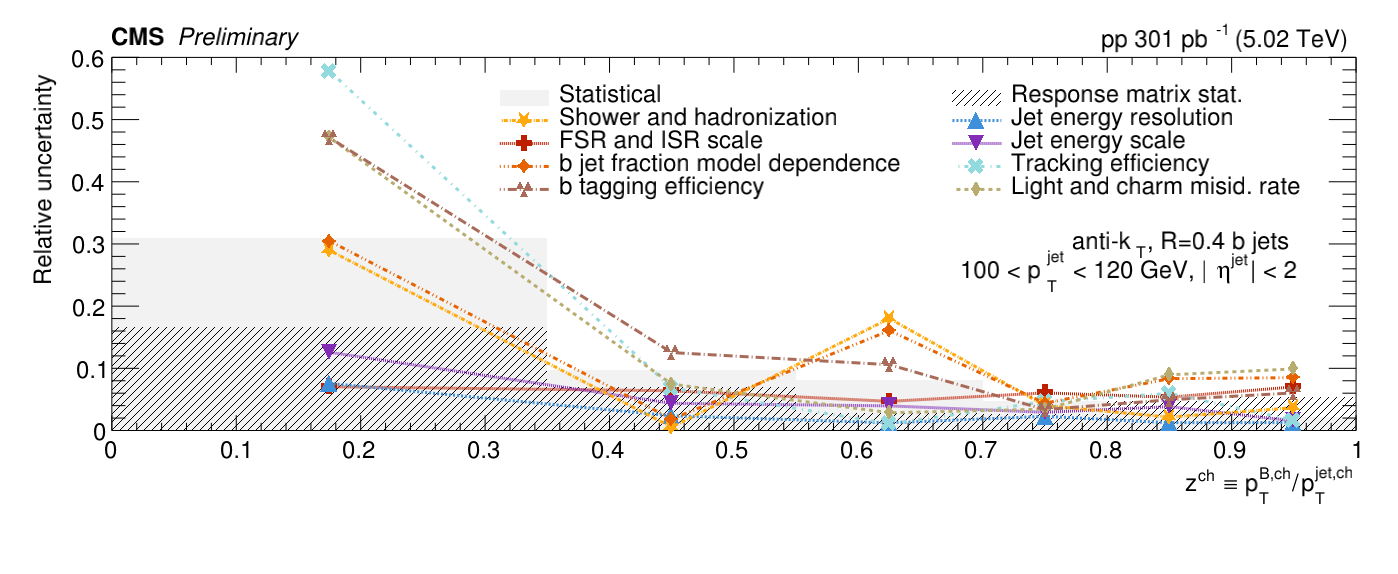 CMS Preliminary
pp 301 pb -1 (5.02 TeV)
Relative uncertainty
0.6
0.5
0.4
0.3
0.2
0.1
0
Statistical
Shower and hadronization
FSR and ISR scale
b jet fraction model dependence
b tagging efficiency
Response matrix stat.
Jet energy resolution
Jet energy scale
Tracking efficiency
Light and charm misid. rate
anti-k T, R=0.4 b jets
100 < p T jet < 120 GeV, | η jet | < 2
0 0.1 0.2 0.3 0.4 0.5 0.6 0.7 0.8 0.9 1
z ch ≡ p T B,ch / p T jet,ch